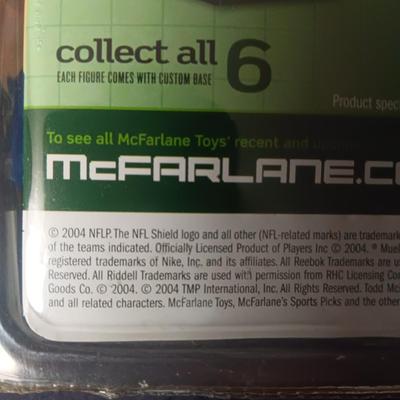 collect all 6
EACH FIGURE COMES WITH CUSTOM BASE
Product spec
To see all McFarlane Toys' recent and
McFARLANE.C
© 2004 NFLP. The NFL Shield logo and all other (NFL-related marks) are trademark
of the teams indicated. Officially Licensed Product of Players Inc © 2004. ® Muel
registered trademarks of Nike, Inc. and its affiliates. All Reebok Trademarks are u
Reserved. All Riddell Trademarks are used with permission from RHC Licensing Corp
Goods Co. © 2004. © 2004 TMP International, Inc. All Rights Reserved. Todd Mc
and all related characters. McFarlane Toys, McFarlane's Sports Picks and the other